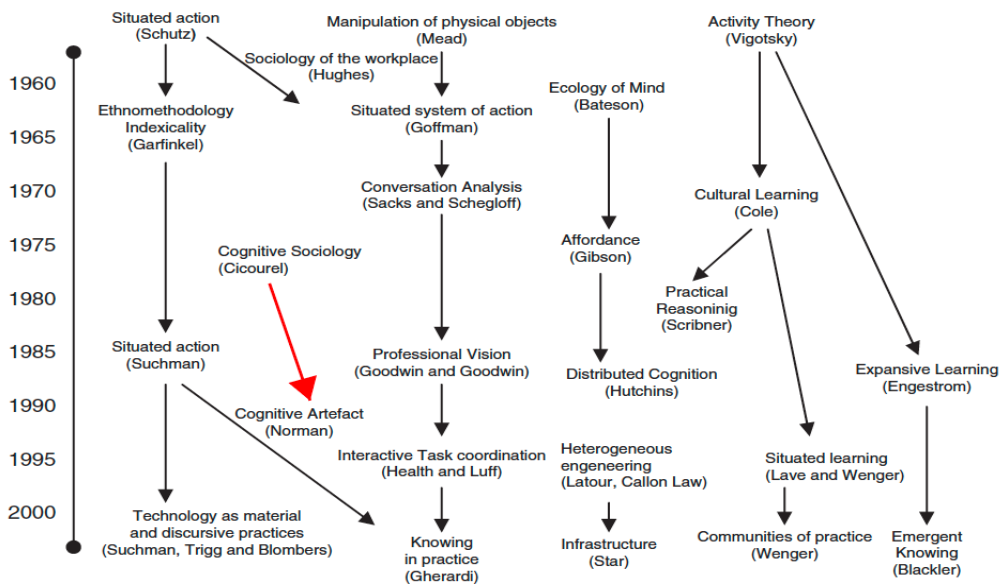 Situated action
(Schutz)
Manipulation of physical objects
(Mead)
Activity Theory
(Vigotsky)
Sociology of the workplace
(Hughes)
1960
Ecology of Mind
(Bateson)
Ethnomethodology
Indexicality
(Garfinkel)
Situated system of action
(Goffman)
1965
1970
Conversation Analysis
(Sacks and Schegloff)
Cultural Learning
(Cole)
1975
Cognitive Sociology
(Cicourel)
Affordance
(Gibson)
1980
Practical
Reasoninig
(Scribner)
1985
Situated action
(Suchman)
Professional Vision
(Goodwin and Goodwin)
Distributed Cognition
(Hutchins)
Expansive Learning
(Engestrom)
1990
Cognitive Artefact
(Norman)
1995
Interactive Task coordination
(Health and Luff)
Heterogeneous
engeneering
(Latour, Callon Law)
Situated learning
(Lave and Wenger)
2000
Technology as material
and discursive practices
(Suchman, Trigg and Blombers)
Knowing
in practice
(Gherardi)
Infrastructure
(Star)
Communities of practice
(Wenger)
Emergent
Knowing
(Blackler)